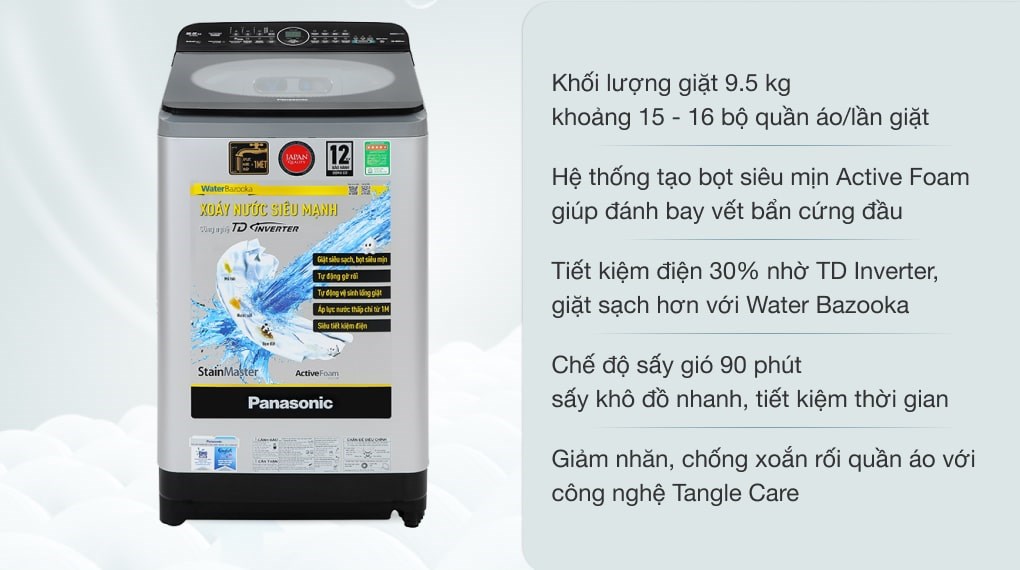 Panasonic
1MET
JAPAN
QUALITY
12
WaterBazooka
XOÁY NƯỚC SIÊU MẠNH
Công nghệ TD INVERTER
Giặt siêu sạch, bọt siêu mịn
Tự động gỡ rối
Tự động vệ sinh lồng giặt
Áp lực nước thấp chỉ từ 1M
Siêu tiết kiệm điện
StainMaster
ActiveFoam
Panasonic
Khối lượng giặt 9.5 kg
khoảng 15 - 16 bộ quần áo/lần giặt
Hệ thống tạo bọt siêu mịn Active Foam
giúp đánh bay vết bẩn cứng đầu
Tiết kiệm điện 30% nhờ TD Inverter,
giặt sạch hơn với Water Bazooka
Chế độ sấy gió 90 phút
sấy khô đồ nhanh, tiết kiệm thời gian
Giảm nhăn, chống xoắn rối quần áo với
công nghệ Tangle Care